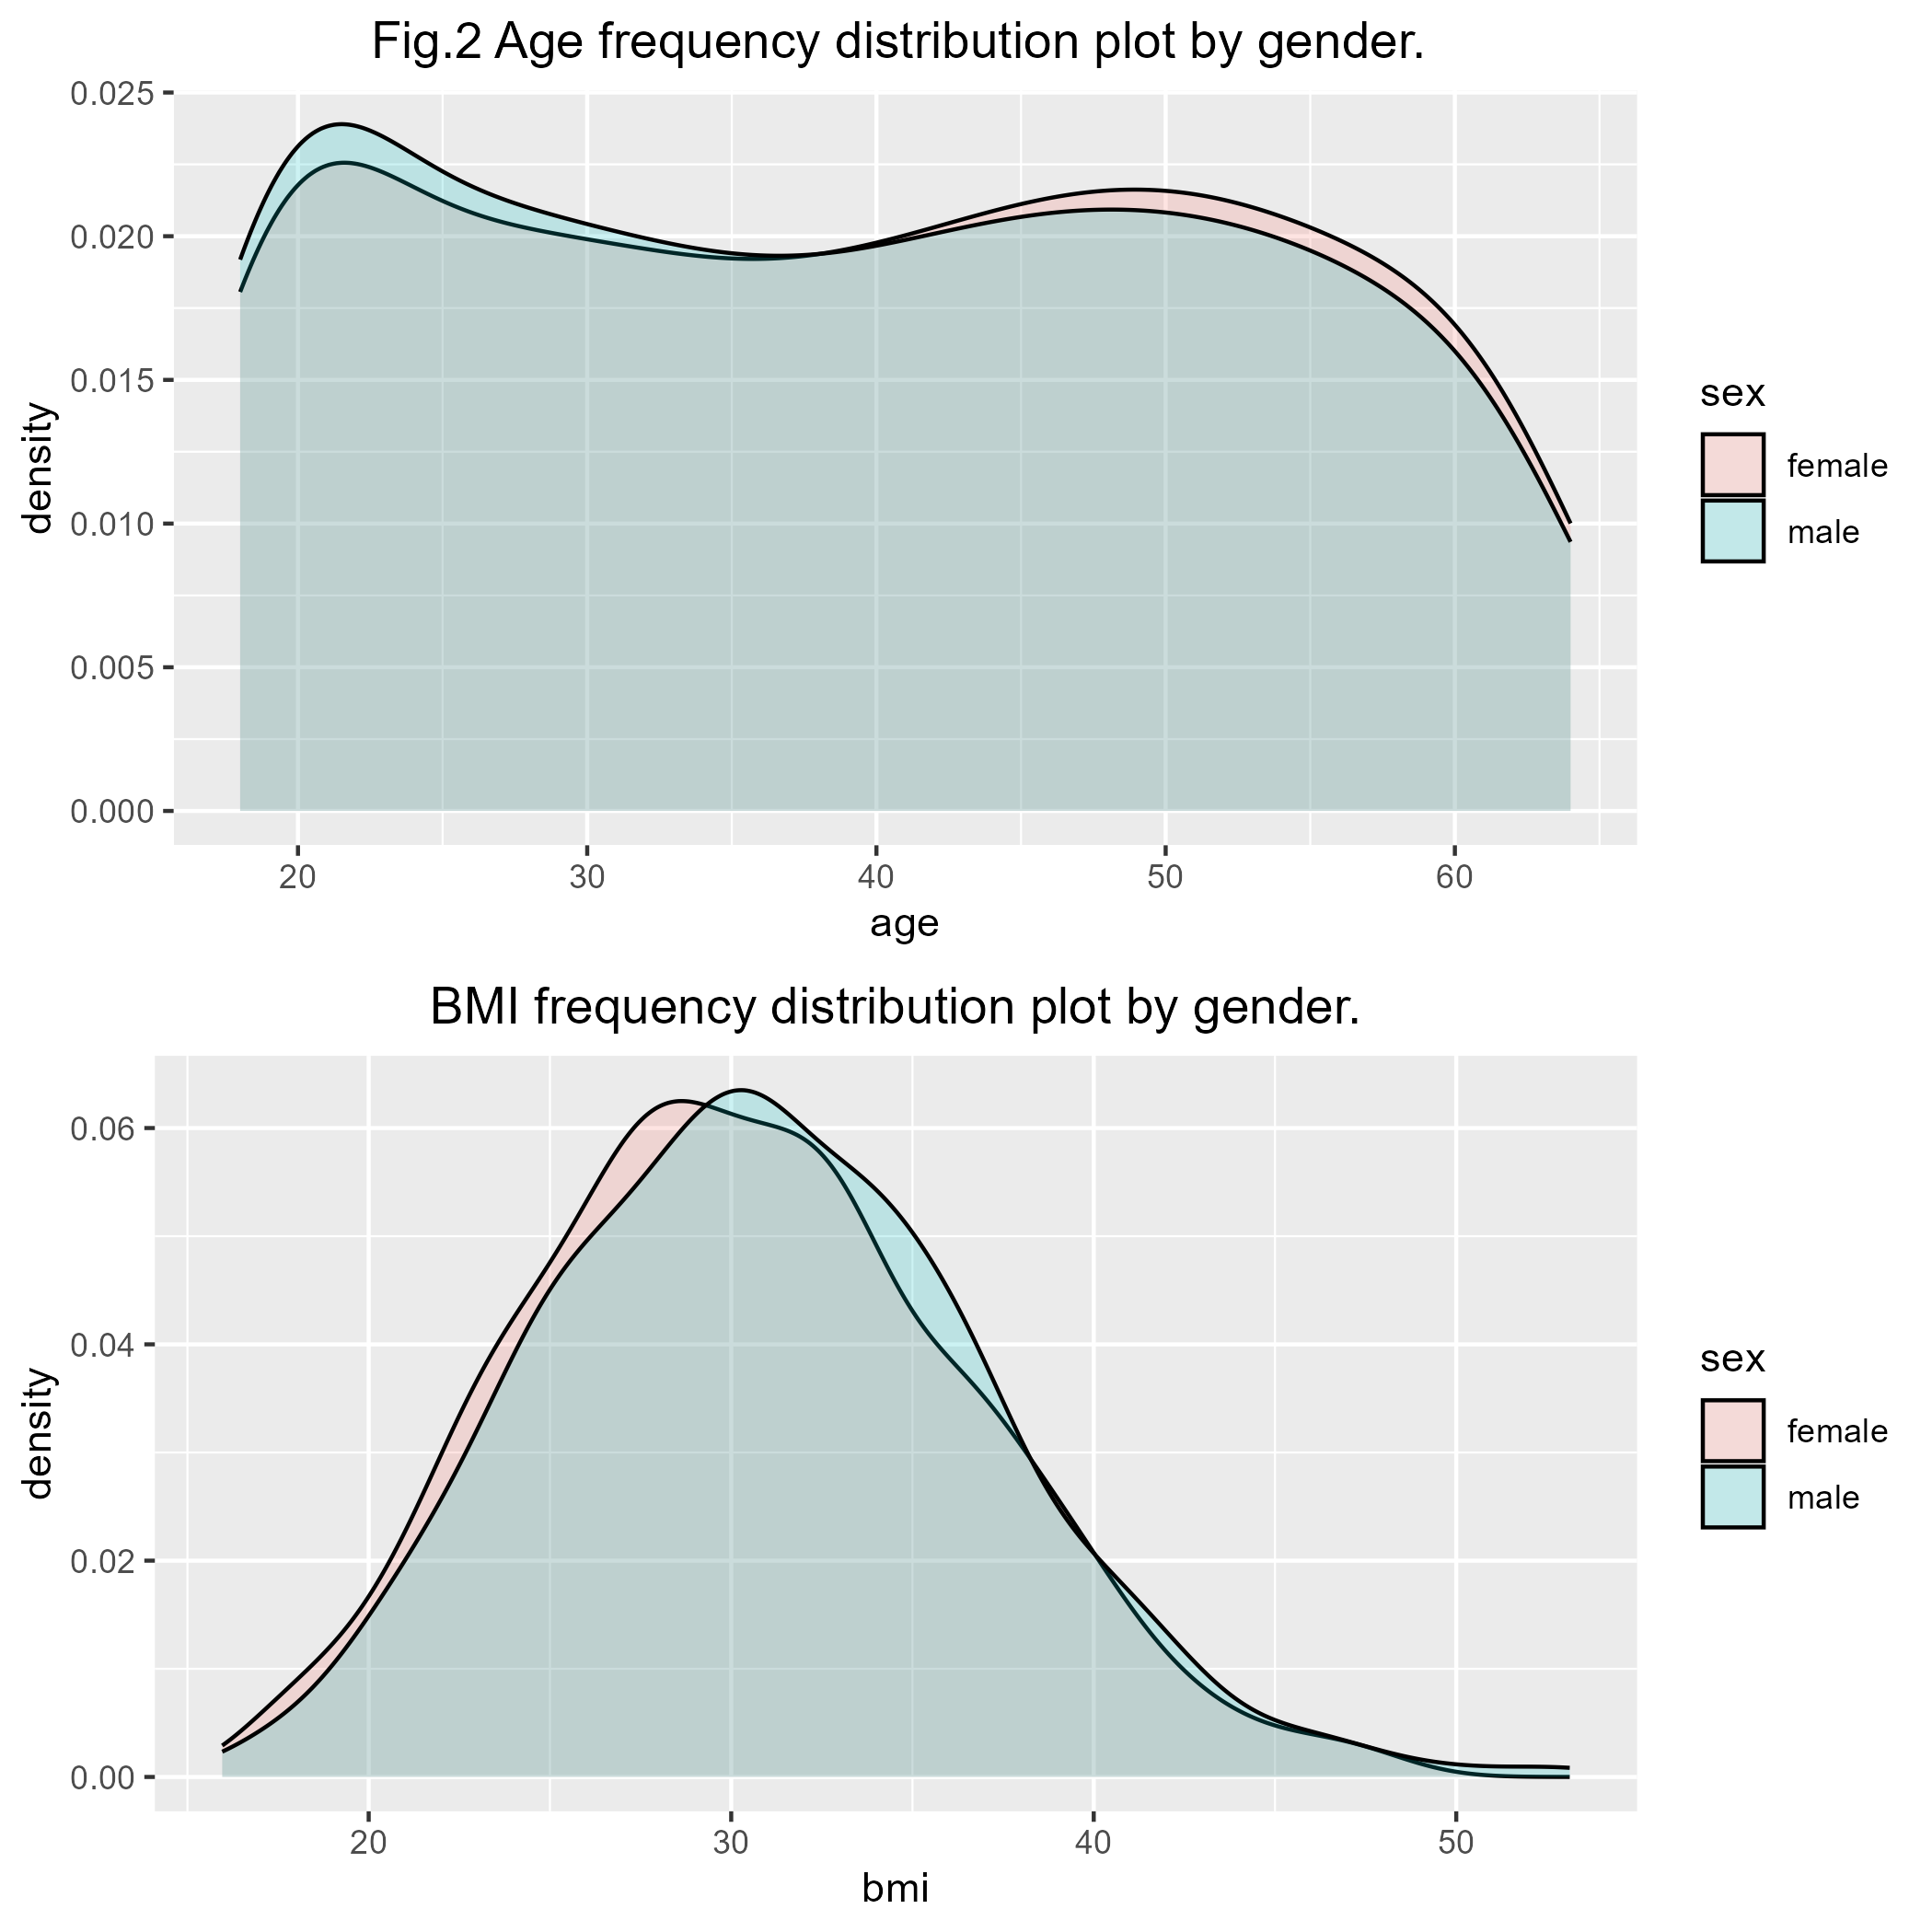 Fig.2 Age frequency distribution plot by gender.
0.025
0.020
0.015
0.010
0.005
0.000
density
20 30 40 50 60
age
sex
female
male
BMI frequency distribution plot by gender.
0.06
0.04
0.02
0.00
density
20 30 40 50
bmi
sex
female
male